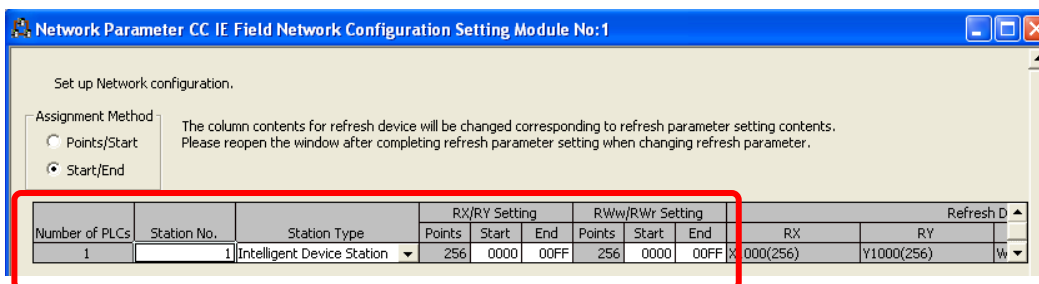 Network Parameter CC IE Field Network Configuration Setting Module No:1
Set up Network configuration.
Assignment Method
Points/Start
Start/End
The column contents for refresh device will be changed corresponding to refresh parameter setting contents.
Please reopen the window after completing refresh parameter setting when changing refresh parameter.
RX/RY Setting RWw/RWr Setting Refresh D
Number of PLCs Station No. Station Type Points Start End Points Start End RX RY
1 1 Intelligent Device Station 256 0000 00FF 256 0000 00FF X1000(256) Y1000(256) W